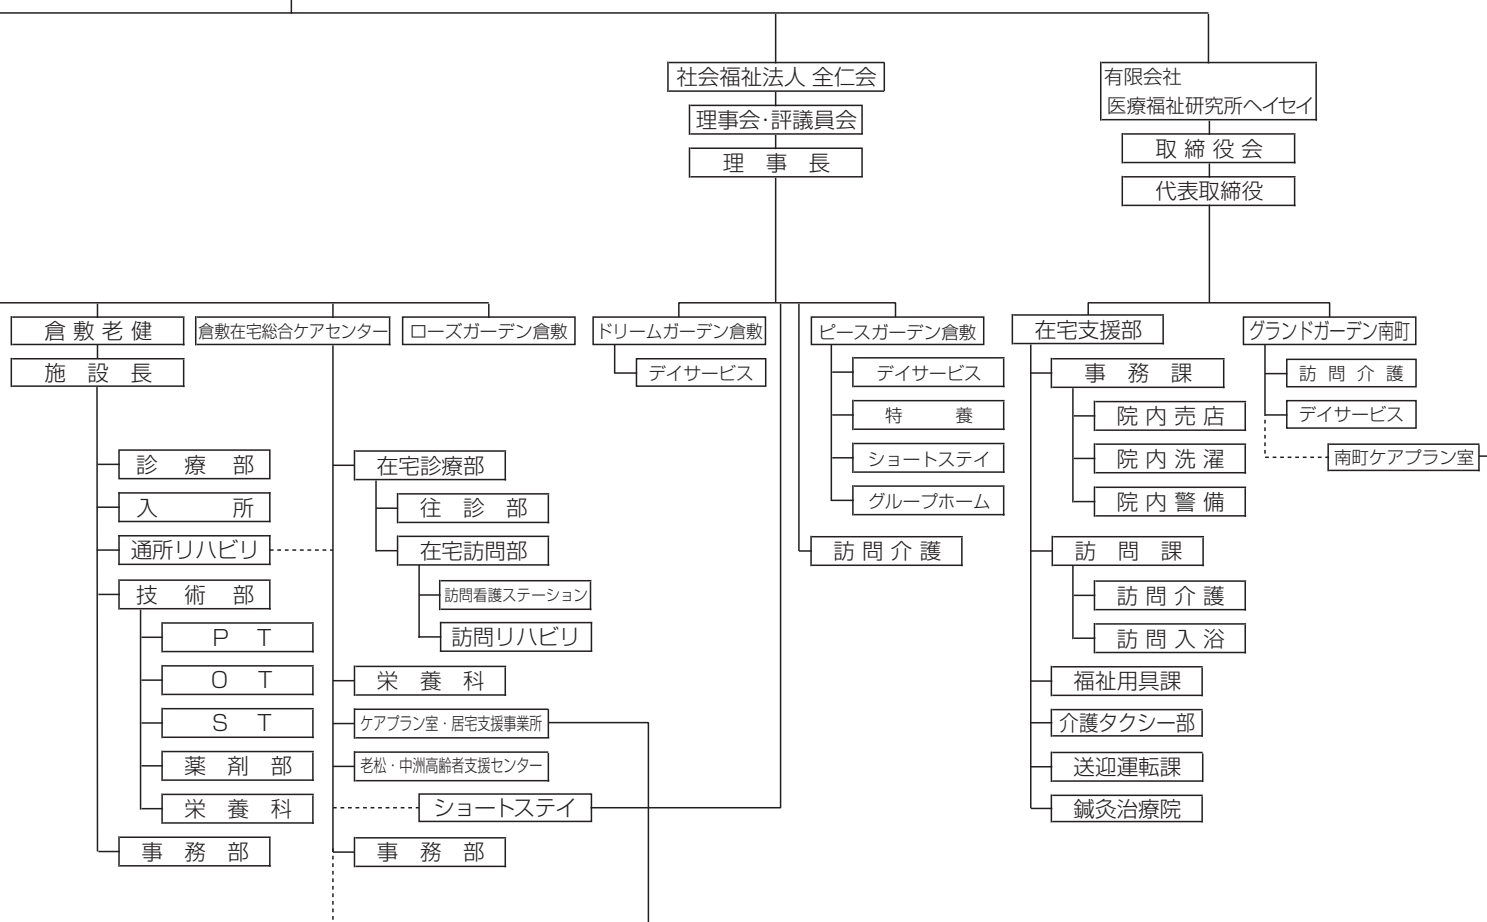 社会福祉法人 全仁会
理事会・評議員会
理事長
有限会社
医療福祉研究所ヘイセイ
取締役会
代表取締役
倉敷老健
施設長
診療部
入所
通所リハビリ
技術部
PT
OT
ST
薬剤部
栄養科
事務部
倉敷在宅総合ケアセンター
在宅診療部
往診部
在宅訪問部
訪問看護ステーション
訪問リハビリ
栄養科
ケアプラン室・居宅支援事業所
老松・中洲高齢者支援センター
ショートステイ
事務部
ローズガーデン倉敷
ドリームガーデン倉敷
デイサービス
ピースガーデン倉敷
デイサービス
特養
ショートステイ
グループホーム
訪問介護
在宅支援部
事務課
院内売店
院内洗濯
院内警備
訪問課
訪問介護
訪問入浴
福祉用具課
介護タクシー部
送迎運転課
鍼灸治療院
グランドガーデン南町
訪問介護
デイサービス
南町ケアプラン室